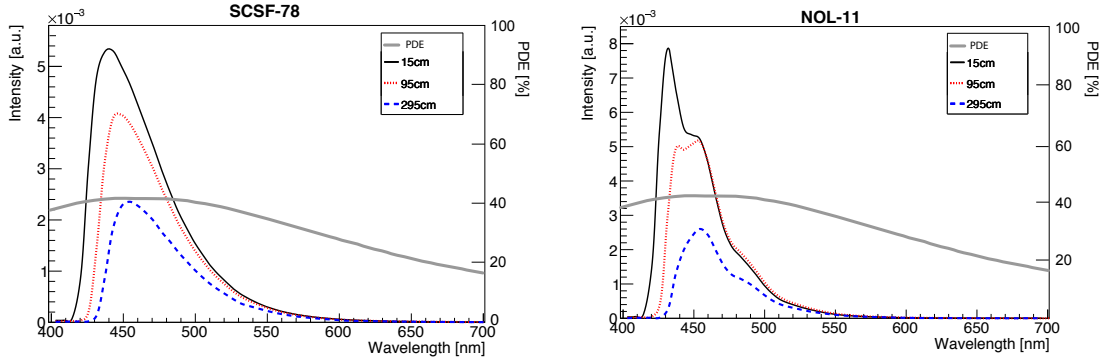 SCSF-78
×10⁻³
Intensity [a.u.]
5
4
3
2
1
0
PDE
15cm
95cm
295cm
100
80
60
40
20
0
PDE [%]
400 450 500 550 600 650 700
Wavelength [nm]
NOL-11
×10⁻³
Intensity [a.u.]
8
7
6
5
4
3
2
1
0
PDE
15cm
95cm
295cm
100
80
60
40
20
PDE [%]
400 450 500 550 600 650 700
Wavelength [nm]